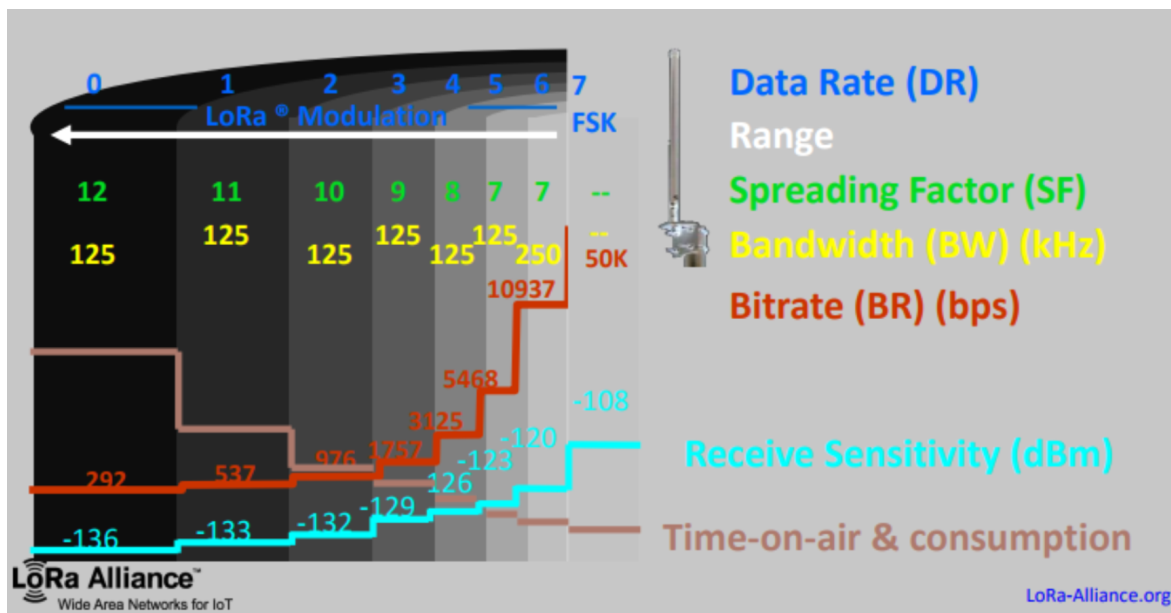 0 1 2 3 4 5 6 7
Data Rate (DR)
LoRa ® Modulation
FSK
Range
12 11 10 9 8 7 7 --
Spreading Factor (SF)
125 125 125 125 125 125 250 --
Bandwidth (BW) (kHz)
292 537 976 1757 3125 5468 10937 50K
Bitrate (BR) (bps)
-136 -133 -132 -129 -126 -123 -120 -108
Receive Sensitivity (dBm)
Time-on-air & consumption
LoRa Alliance™
Wide Area Networks for IoT
LoRa-Alliance.org